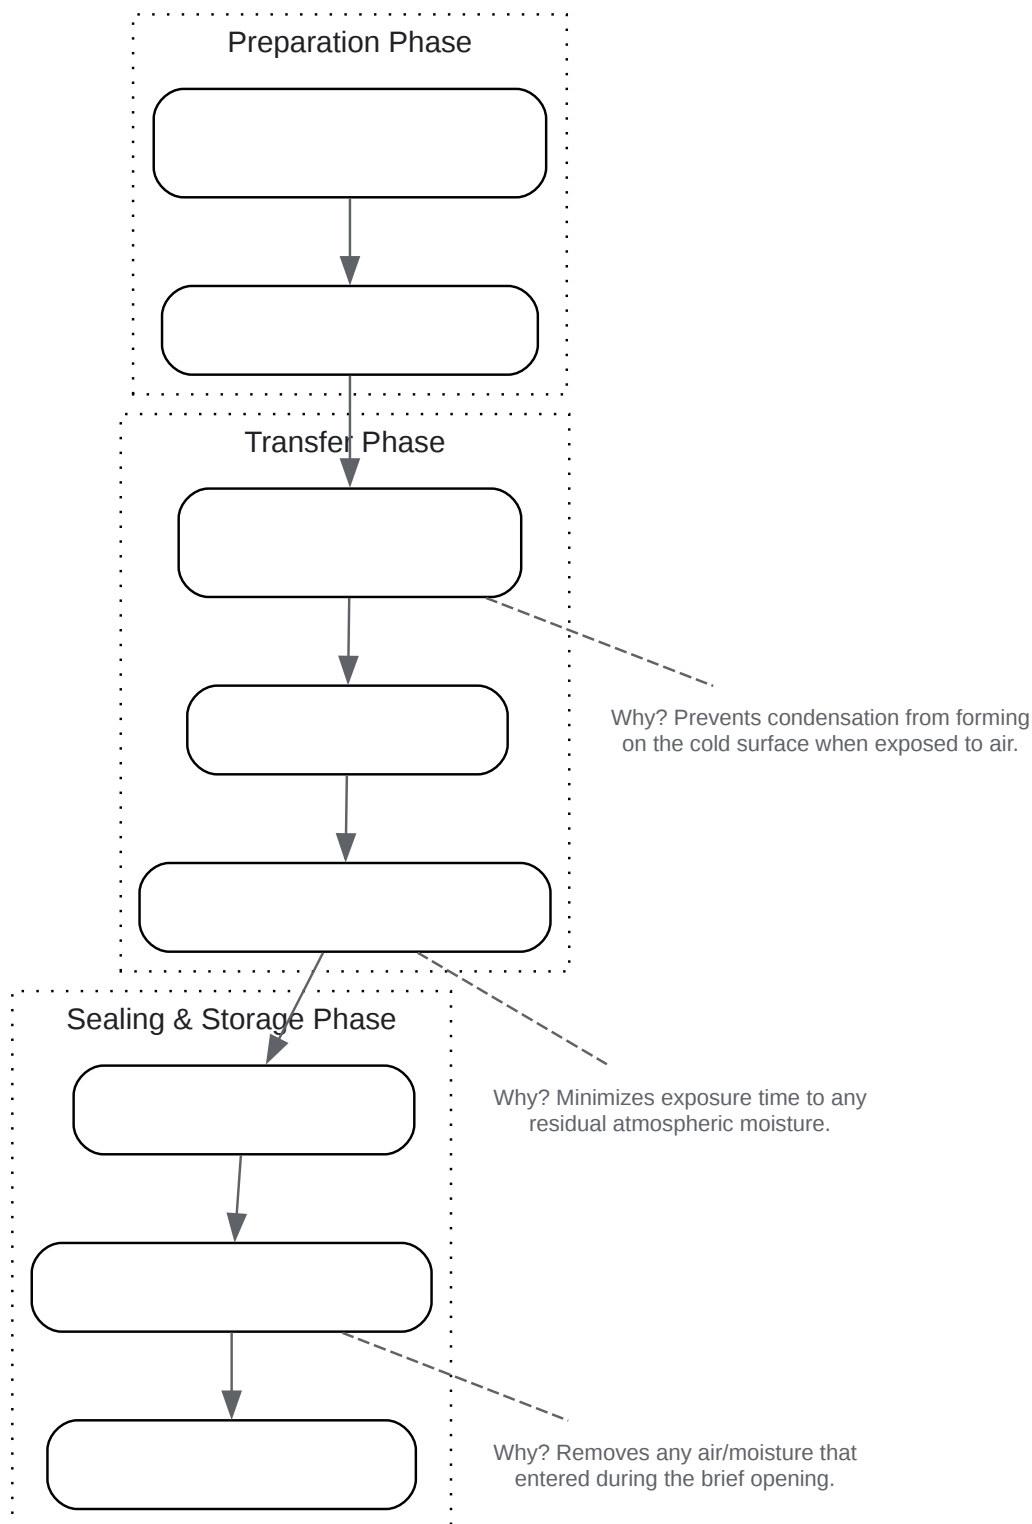 Preparation Phase
Transfer Phase
Why? Prevents condensation from forming
on the cold surface when exposed to air.
Sealing & Storage Phase
Why? Minimizes exposure time to any
residual atmospheric moisture.
Why? Removes any air/moisture that
entered during the brief opening.